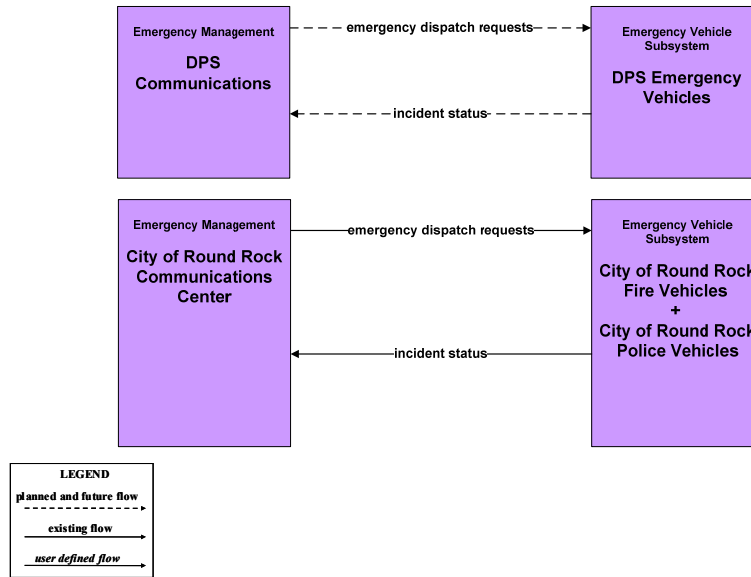 Emergency Management
DPS
Communications
emergency dispatch requests
incident status
Emergency Vehicle
Subsystem
DPS Emergency
Vehicles
Emergency Management
City of Round Rock
Communications
Center
emergency dispatch requests
incident status
Emergency Vehicle
Subsystem
City of Round Rock
Fire Vehicles
+
City of Round Rock
Police Vehicles
LEGEND
planned and future flow
existing flow
user defined flow